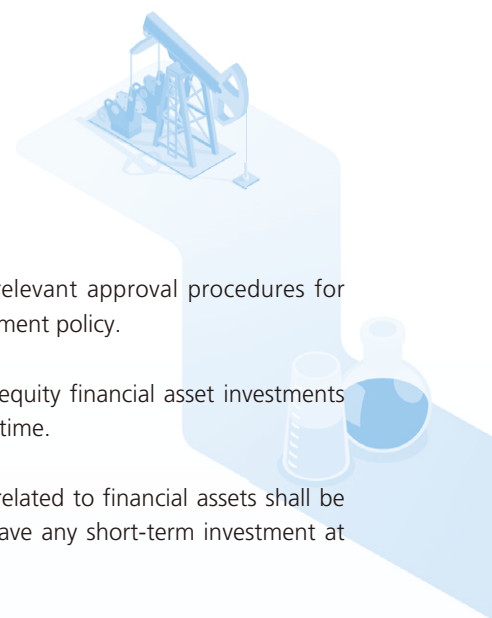 relevant approval procedures for
ment policy.
equity financial asset investments
time.
related to financial assets shall be
ave any short-term investment at